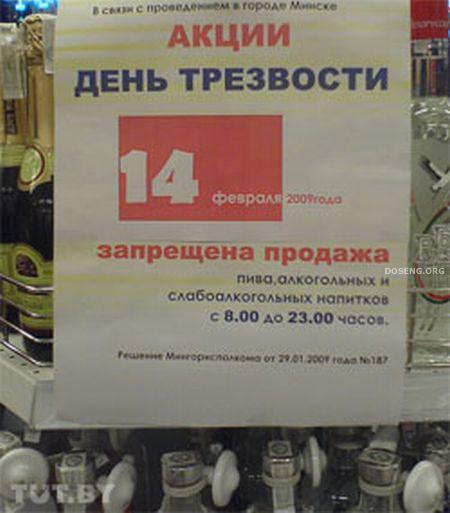 В связи с проведением в городе Минске
АКЦИИ
ДЕНЬ ТРЕЗВОСТИ
14
февраля 2009года
запрещена продажа
пива,алкогольных и
слабоалкогольных напитков
с 8.00 до 23.00 часов.
Решение Мингорисполкома от 29.01.2009 года №187
DOSENG.ORG
TUT.BY